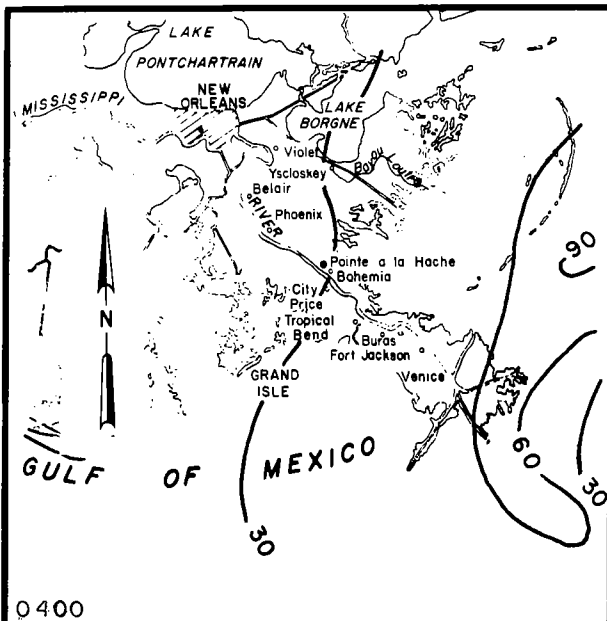 LAKE
PONTCHARTRAIN
NEW
ORLEANS
MISSISSIPPI
LAKE
BORGNE
Violet
Yscloskey
Bayou Loutre
Belair
RIVER
Phoenix
90
Pointe a la Hache
Bohemia
City
Price
Tropical
Bend
N
Buras
Fort Jackson
GRAND
ISLE
Venice
GULF OF MEXICO
60
30
30
0400